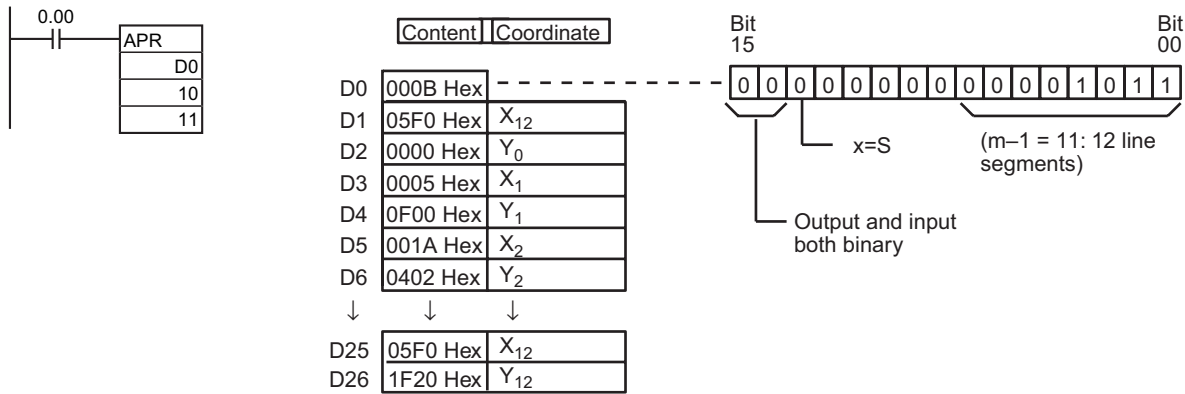 0.00
APR
D0
10
11
Content Coordinate
D0 000B Hex
D1 05F0 Hex X12
D2 0000 Hex Y0
D3 0005 Hex X1
D4 0F00 Hex Y1
D5 001A Hex X2
D6 0402 Hex Y2
↓ ↓ ↓
D25 05F0 Hex X12
D26 1F20 Hex Y12
Bit Bit
15 00
0 0 0 0 0 0 0 0 0 0 0 0 1 0 1 1
x=S
(m–1 = 11: 12 line
segments)
Output and input
both binary